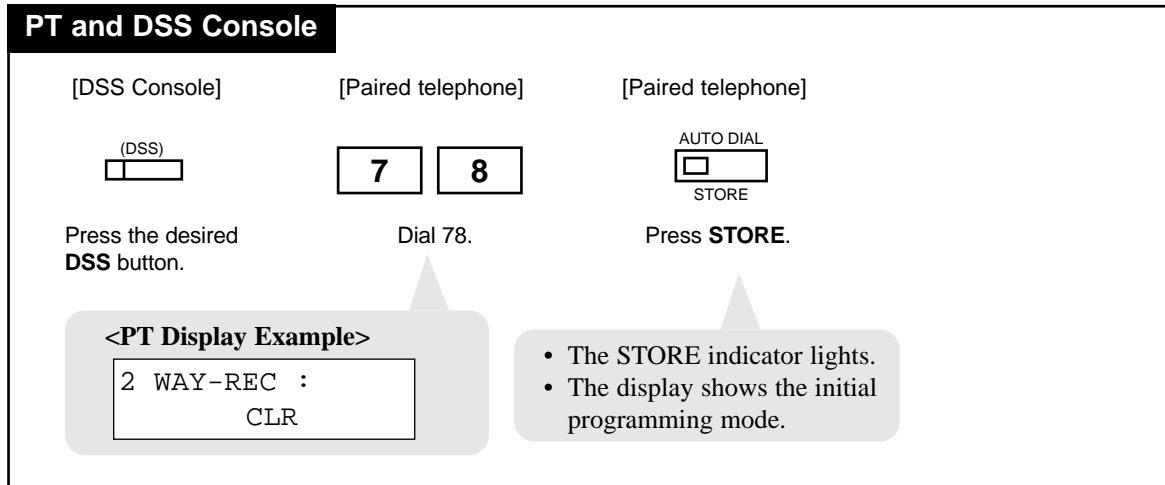 PT and DSS Console
[DSS Console]
[Paired telephone]
[Paired telephone]
(DSS)
7 8
AUTO DIAL
STORE
Press the desired
DSS button.
Dial 78.
Press STORE.
<PT Display Example>
2 WAY-REC :
CLR
• The STORE indicator lights.
• The display shows the initial
programming mode.